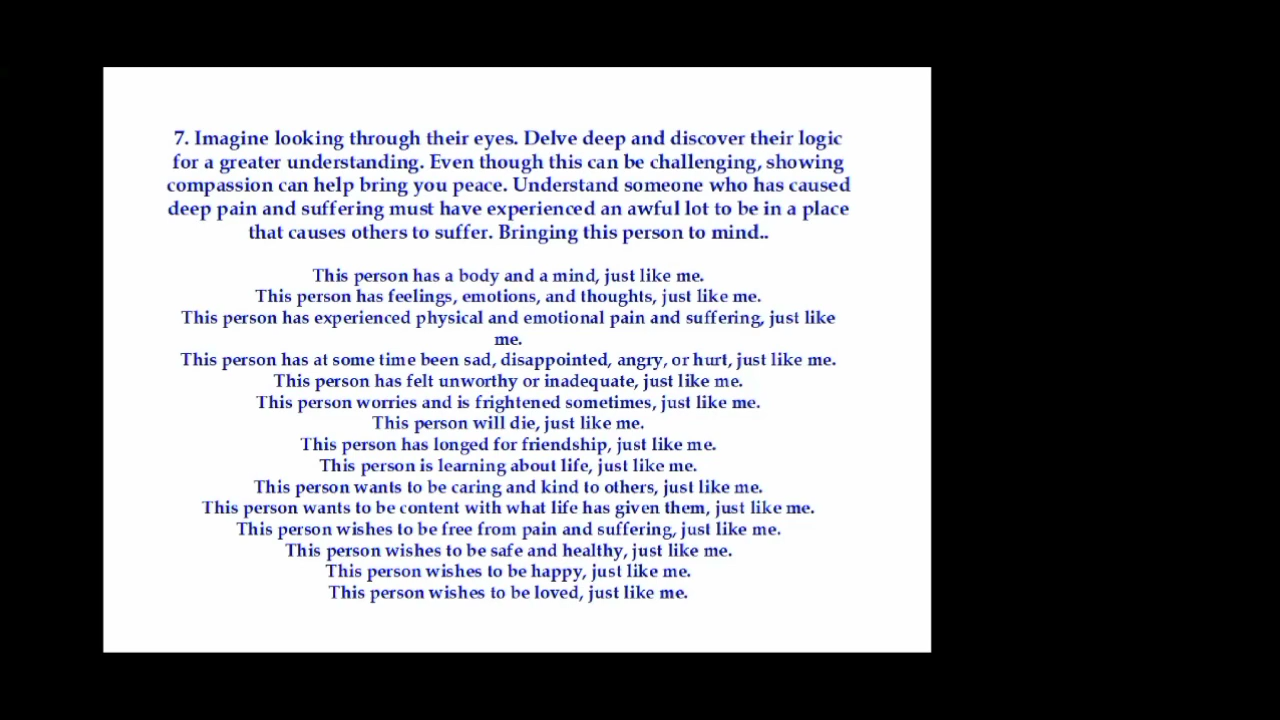 7. Imagine looking through their eyes. Delve deep and discover their logic
for a greater understanding. Even though this can be challenging, showing
compassion can help bring you peace. Understand someone who has caused
deep pain and suffering must have experienced an awful lot to be in a place
that causes others to suffer. Bringing this person to mind..
This person has a body and a mind, just like me.
This person has feelings, emotions, and thoughts, just like me.
This person has experienced physical and emotional pain and suffering, just like
me.
This person has at some time been sad, disappointed, angry, or hurt, just like me.
This person has felt unworthy or inadequate, just like me.
This person worries and is frightened sometimes, just like me.
This person will die, just like me.
This person has longed for friendship, just like me.
This person is learning about life, just like me.
This person wants to be caring and kind to others, just like me.
This person wants to be content with what life has given them, just like me.
This person wishes to be free from pain and suffering, just like me.
This person wishes to be safe and healthy, just like me.
This person wishes to be happy, just like me.
This person wishes to be loved, just like me.